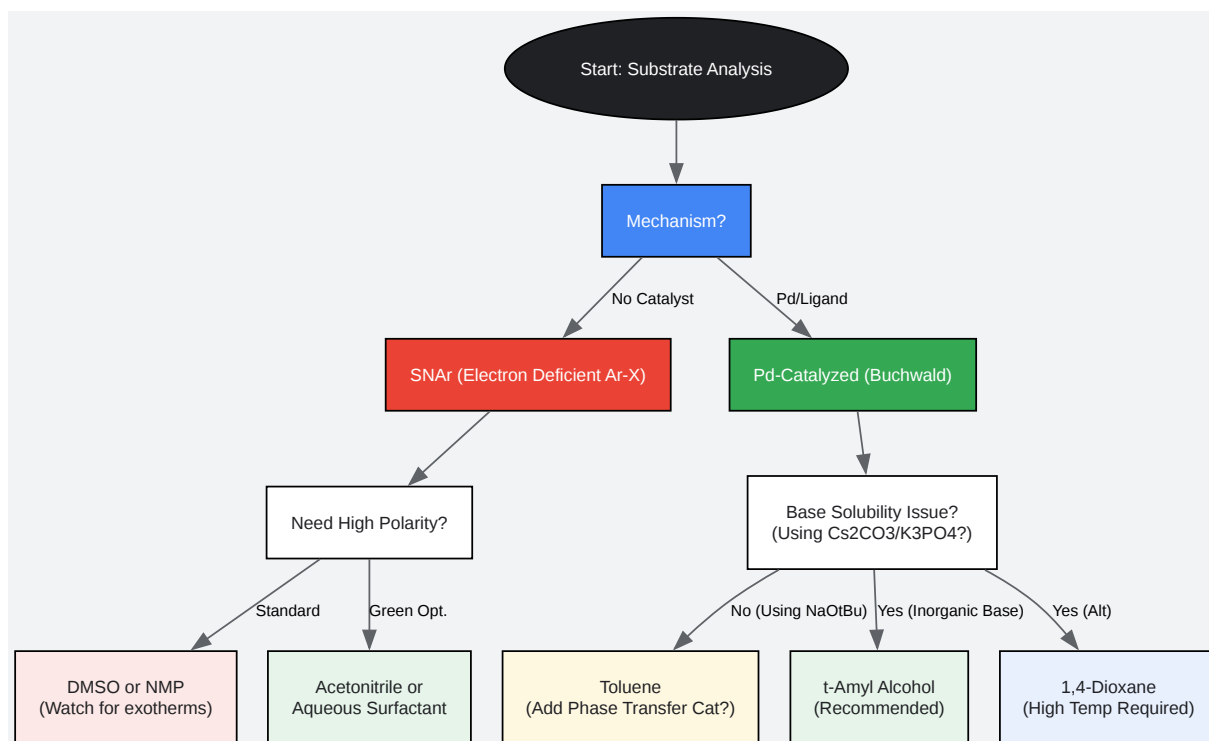 Start: Substrate Analysis
Mechanism?
No Catalyst
Pd/Ligand
SNAr (Electron Deficient Ar-X)
Pd-Catalyzed (Buchwald)
Need High Polarity?
Base Solubility Issue?
(Using Cs2CO3/K3PO4?)
Standard
Green Opt.
No (Using NaOtBu)
Yes (Inorganic Base)
Yes (Alt)
DMSO or NMP
(Watch for exotherms)
Acetonitrile or
Aqueous Surfactant
Toluene
(Add Phase Transfer Cat?)
t-Amyl Alcohol
(Recommended)
1,4-Dioxane
(High Temp Required)